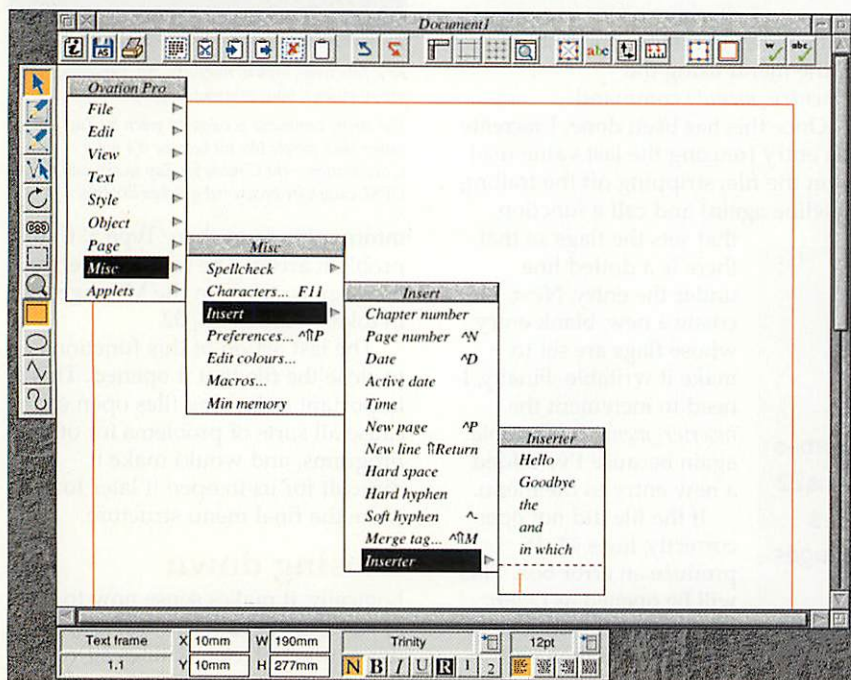 Document1
Ovation Pro
File
Edit
View
Text
Style
Object
Page
Misc
Applets
Misc
Spellcheck
Characters... F11
Insert
Preferences... ^⇑P
Edit colours...
Macros...
Min memory
Insert
Chapter number
Page number ^N
Date ^D
Active date
Time
New page ^P
New line ⇑Return
Hard space
Hard hyphen
Soft hyphen ^-
Merge tag... ^⇑M
Inserter
Inserter
Hello
Goodbye
the
and
in which
Text frame X 10mm W 190mm Trinity 12pt
1.1 Y 10mm H 277mm N B I U R 1 2